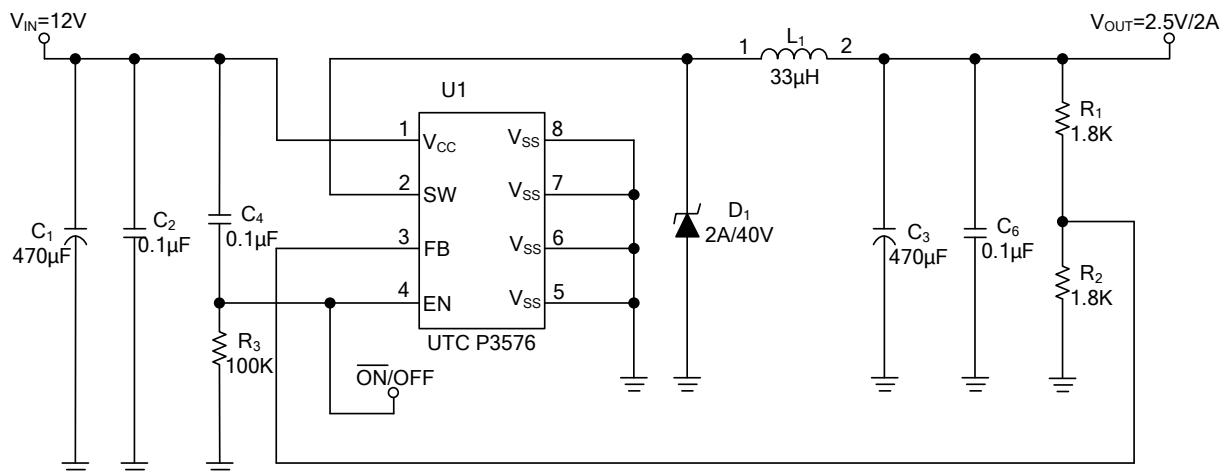 V_IN=12V
V_OUT=2.5V/2A
L₁
1 2
33µH
U1
1 V_CC V_SS 8
2 SW V_SS 7
3 FB V_SS 6
4 EN V_SS 5
UTC P3576
C₁
470µF
C₂
0.1µF
C₄
0.1µF
R₃
100K
ON/OFF
D₁
2A/40V
C₃
470µF
C₆
0.1µF
R₁
1.8K
R₂
1.8K